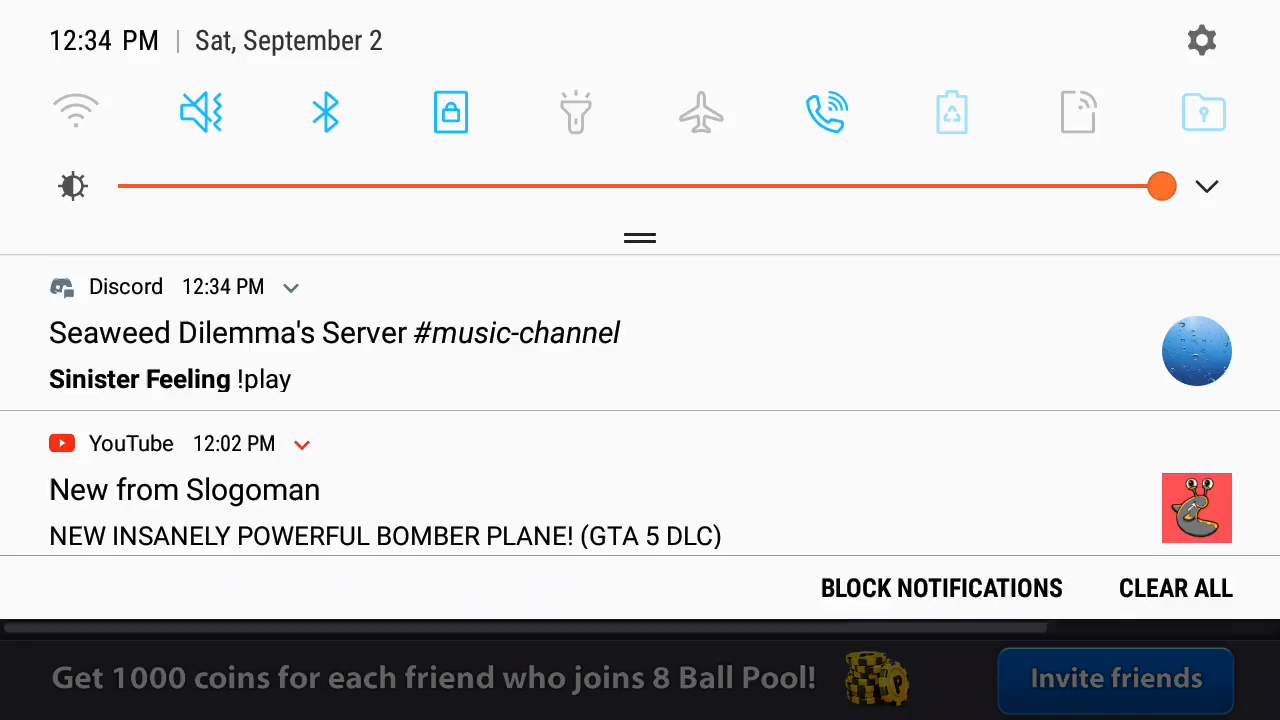 12:34 PM | Sat, September 2
Discord 12:34 PM
Seaweed Dilemma's Server #music-channel
Sinister Feeling !play
YouTube 12:02 PM
New from Slogoman
NEW INSANELY POWERFUL BOMBER PLANE! (GTA 5 DLC)
BLOCK NOTIFICATIONS CLEAR ALL
Get 1000 coins for each friend who joins 8 Ball Pool! Invite friends